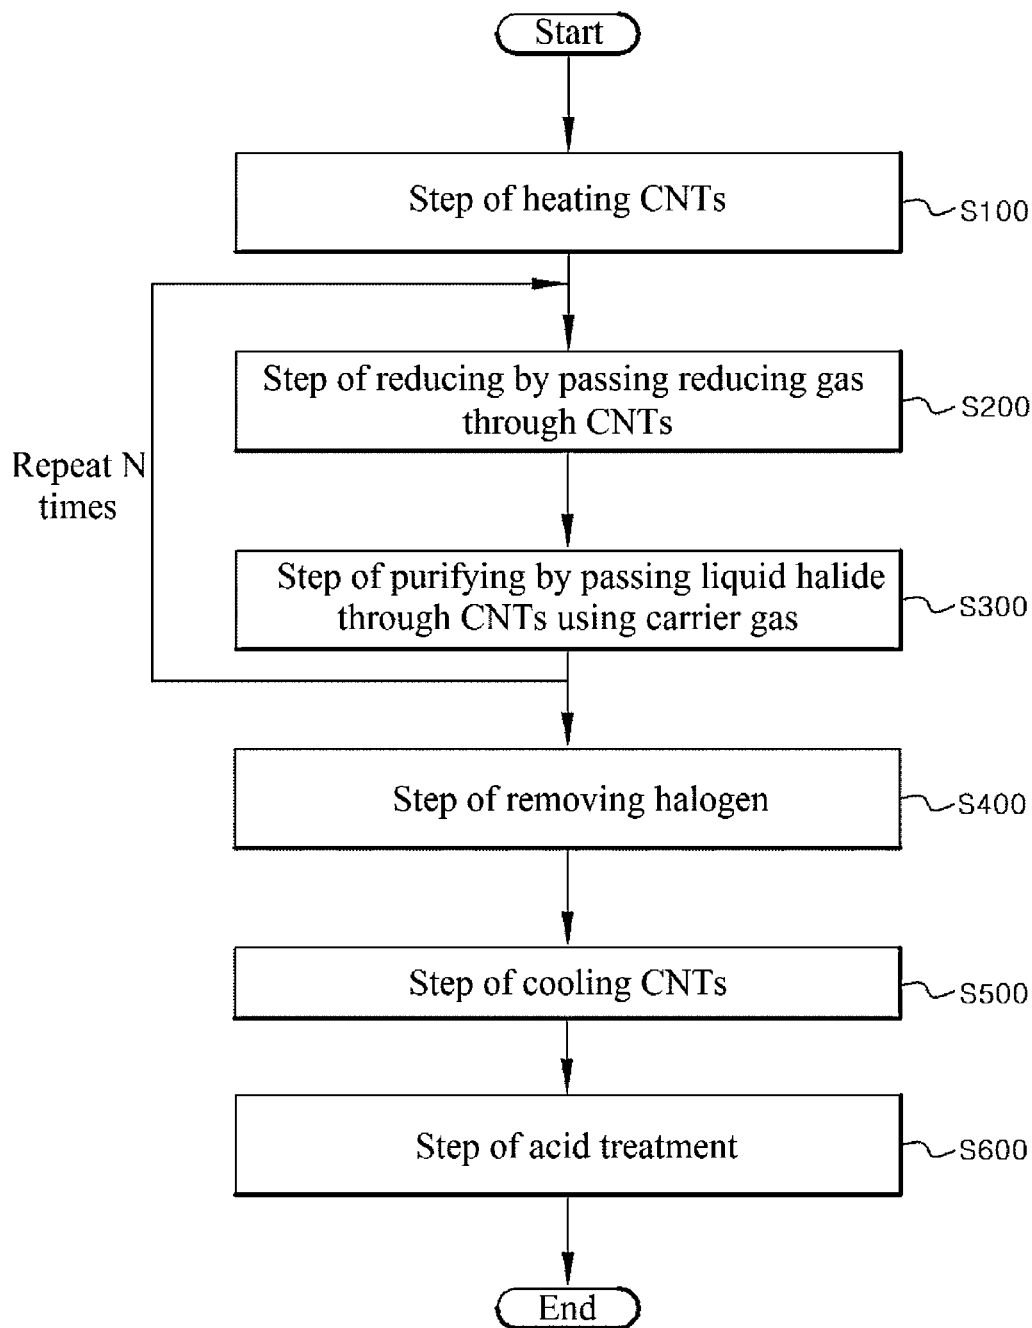 Start
Step of heating CNTs
S100
Step of reducing by passing reducing gas
through CNTs
S200
Repeat N
times
Step of purifying by passing liquid halide
through CNTs using carrier gas
S300
Step of removing halogen
S400
Step of cooling CNTs
S500
Step of acid treatment
S600
End